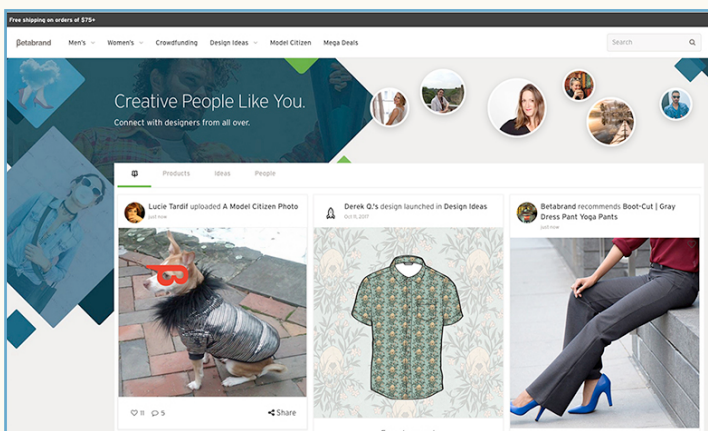 Free shipping on orders of $75+
βetabrand Men's Women's Crowdfunding Design Ideas Model Citizen Mega Deals Search
Creative People Like You.
Connect with designers from all over.
Products Ideas People
Lucie Tardif uploaded A Model Citizen Photo
just now
11 5 Share
Derek Q.'s design launched in Design Ideas
Oct 11, 2017
Betabrand recommends Boot-Cut | Gray
Dress Pant Yoga Pants
just now